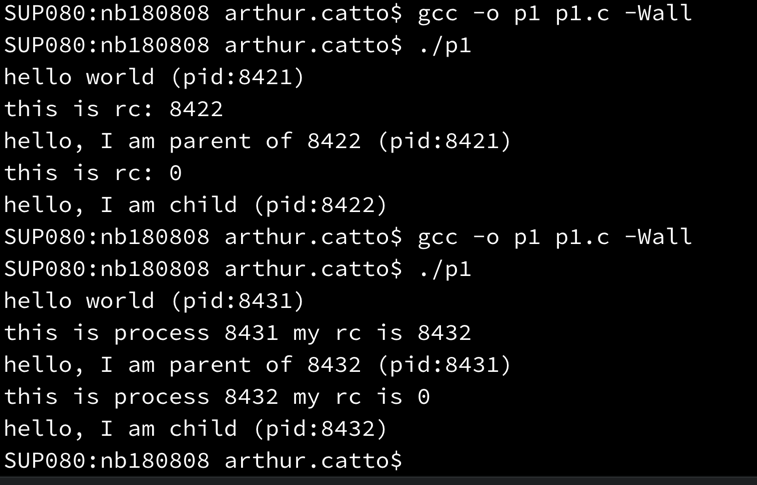 SUP080:nb180808 arthur.catto$ gcc -o p1 p1.c -Wall
SUP080:nb180808 arthur.catto$ ./p1
hello world (pid:8421)
this is rc: 8422
hello, I am parent of 8422 (pid:8421)
this is rc: 0
hello, I am child (pid:8422)
SUP080:nb180808 arthur.catto$ gcc -o p1 p1.c -Wall
SUP080:nb180808 arthur.catto$ ./p1
hello world (pid:8431)
this is process 8431 my rc is 8432
hello, I am parent of 8432 (pid:8431)
this is process 8432 my rc is 0
hello, I am child (pid:8432)
SUP080:nb180808 arthur.catto$